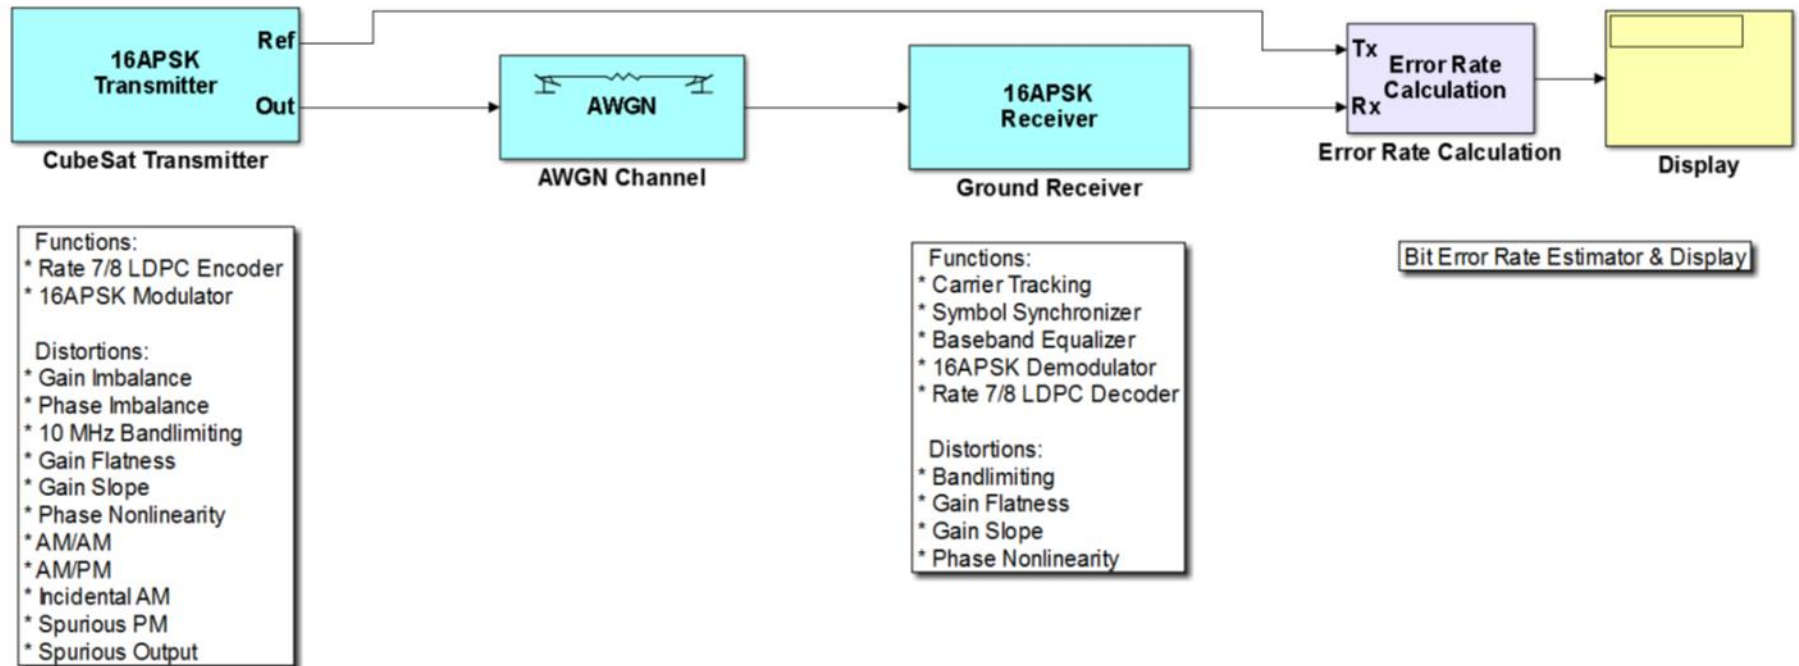 16APSK
Transmitter
Ref
Out
CubeSat Transmitter
AWGN
AWGN Channel
16APSK
Receiver
Ground Receiver
Tx
Rx
Error Rate
Calculation
Error Rate Calculation
Display
Functions:
* Rate 7/8 LDPC Encoder
* 16APSK Modulator
Distortions:
* Gain Imbalance
* Phase Imbalance
* 10 MHz Bandlimiting
* Gain Flatness
* Gain Slope
* Phase Nonlinearity
* AM/AM
* AM/PM
* Incidental AM
* Spurious PM
* Spurious Output
Functions:
* Carrier Tracking
* Symbol Synchronizer
* Baseband Equalizer
* 16APSK Demodulator
* Rate 7/8 LDPC Decoder
Distortions:
* Bandlimiting
* Gain Flatness
* Gain Slope
* Phase Nonlinearity
Bit Error Rate Estimator & Display